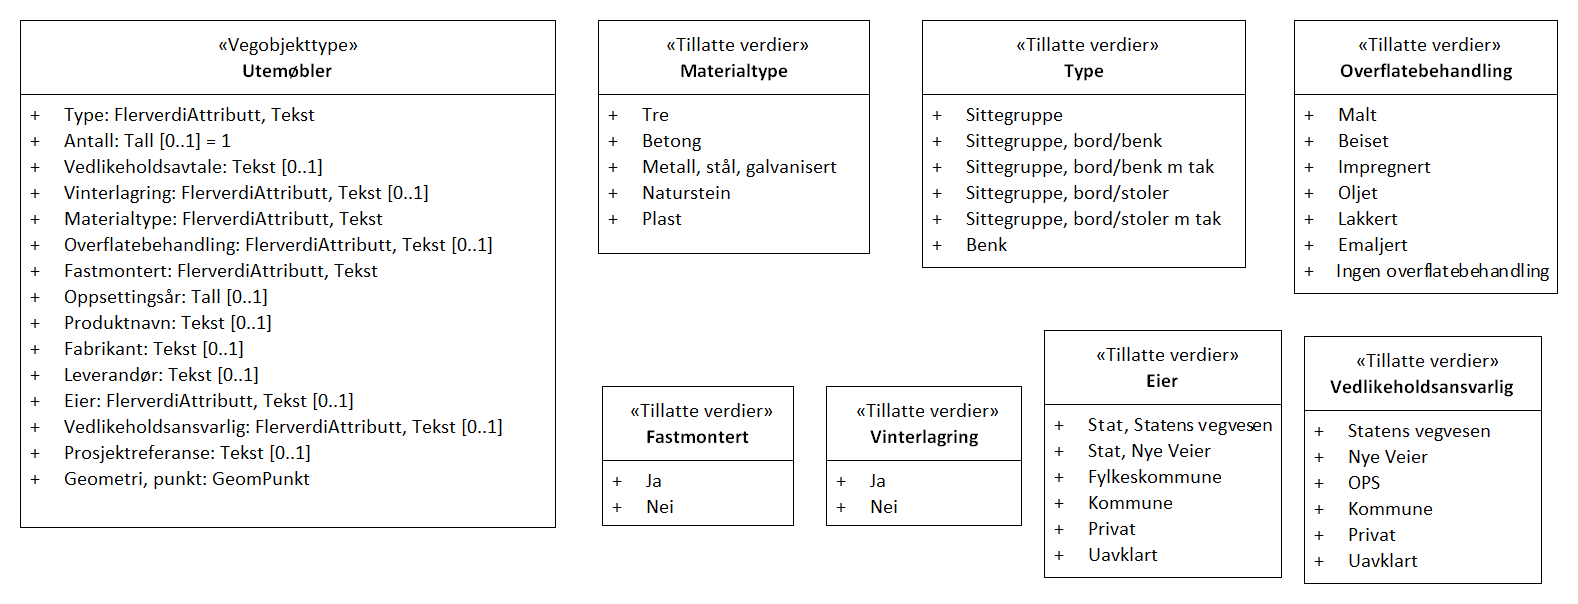 «Vegobjekttype»
Utemøbler
+ Type: FlerverdiAttributt, Tekst
+ Antall: Tall [0..1] = 1
+ Vedlikeholdsavtale: Tekst [0..1]
+ Vinterlagring: FlerverdiAttributt, Tekst [0..1]
+ Materialtype: FlerverdiAttributt, Tekst
+ Overflatebehandling: FlerverdiAttributt, Tekst [0..1]
+ Fastmontert: FlerverdiAttributt, Tekst
+ Oppsettingsår: Tall [0..1]
+ Produktnavn: Tekst [0..1]
+ Fabrikant: Tekst [0..1]
+ Leverandør: Tekst [0..1]
+ Eier: FlerverdiAttributt, Tekst [0..1]
+ Vedlikeholdsansvarlig: FlerverdiAttributt, Tekst [0..1]
+ Prosjektreferanse: Tekst [0..1]
+ Geometri, punkt: GeomPunkt
«Tillatte verdier»
Materialtype
+ Tre
+ Betong
+ Metall, stål, galvanisert
+ Naturstein
+ Plast
«Tillatte verdier»
Type
+ Sittegruppe
+ Sittegruppe, bord/benk
+ Sittegruppe, bord/benk m tak
+ Sittegruppe, bord/stoler
+ Sittegruppe, bord/stoler m tak
+ Benk
«Tillatte verdier»
Overflatebehandling
+ Malt
+ Beiset
+ Impregnert
+ Oljet
+ Lakkert
+ Emaljert
+ Ingen overflatebehandling
«Tillatte verdier»
Fastmontert
+ Ja
+ Nei
«Tillatte verdier»
Vinterlagring
+ Ja
+ Nei
«Tillatte verdier»
Eier
+ Stat, Statens vegvesen
+ Stat, Nye Veier
+ Fylkeskommune
+ Kommune
+ Privat
+ Uavklart
«Tillatte verdier»
Vedlikeholdsansvarlig
+ Statens vegvesen
+ Nye Veier
+ OPS
+ Kommune
+ Privat
+ Uavklart